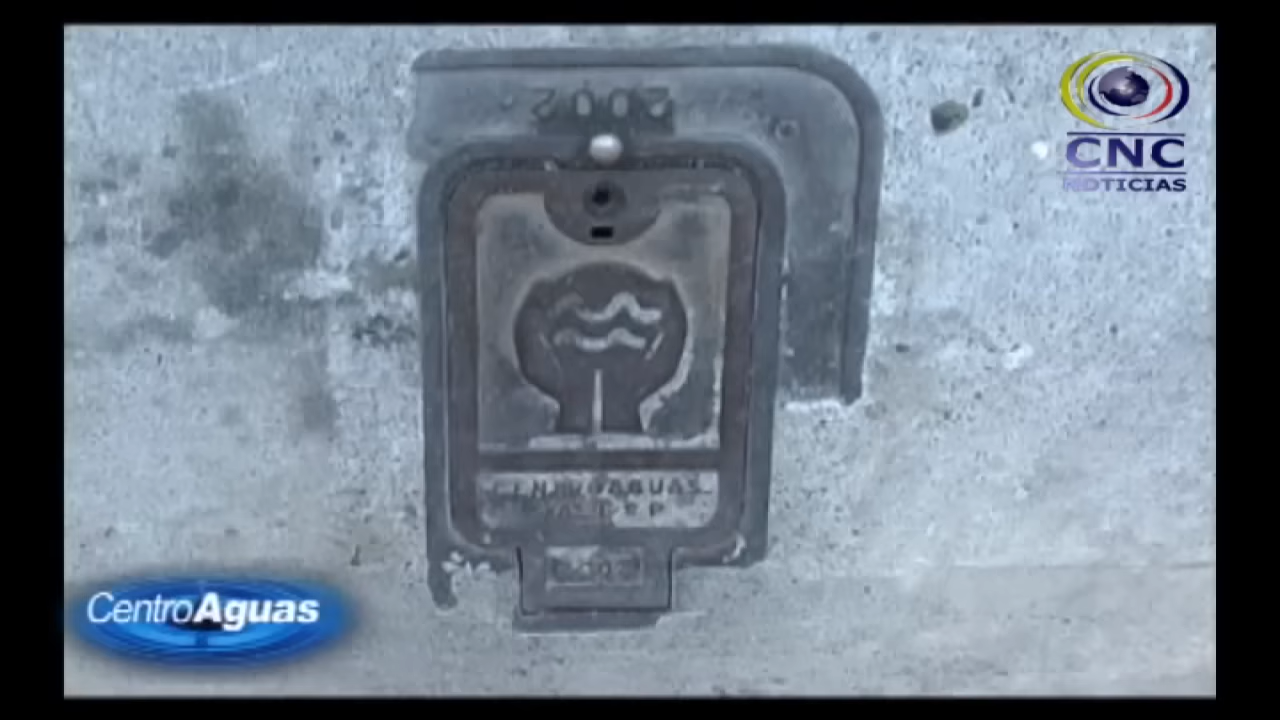 2002
CNC
NOTICIAS
CENTROAGUAS
S.A. E.S.P
CentroAguas